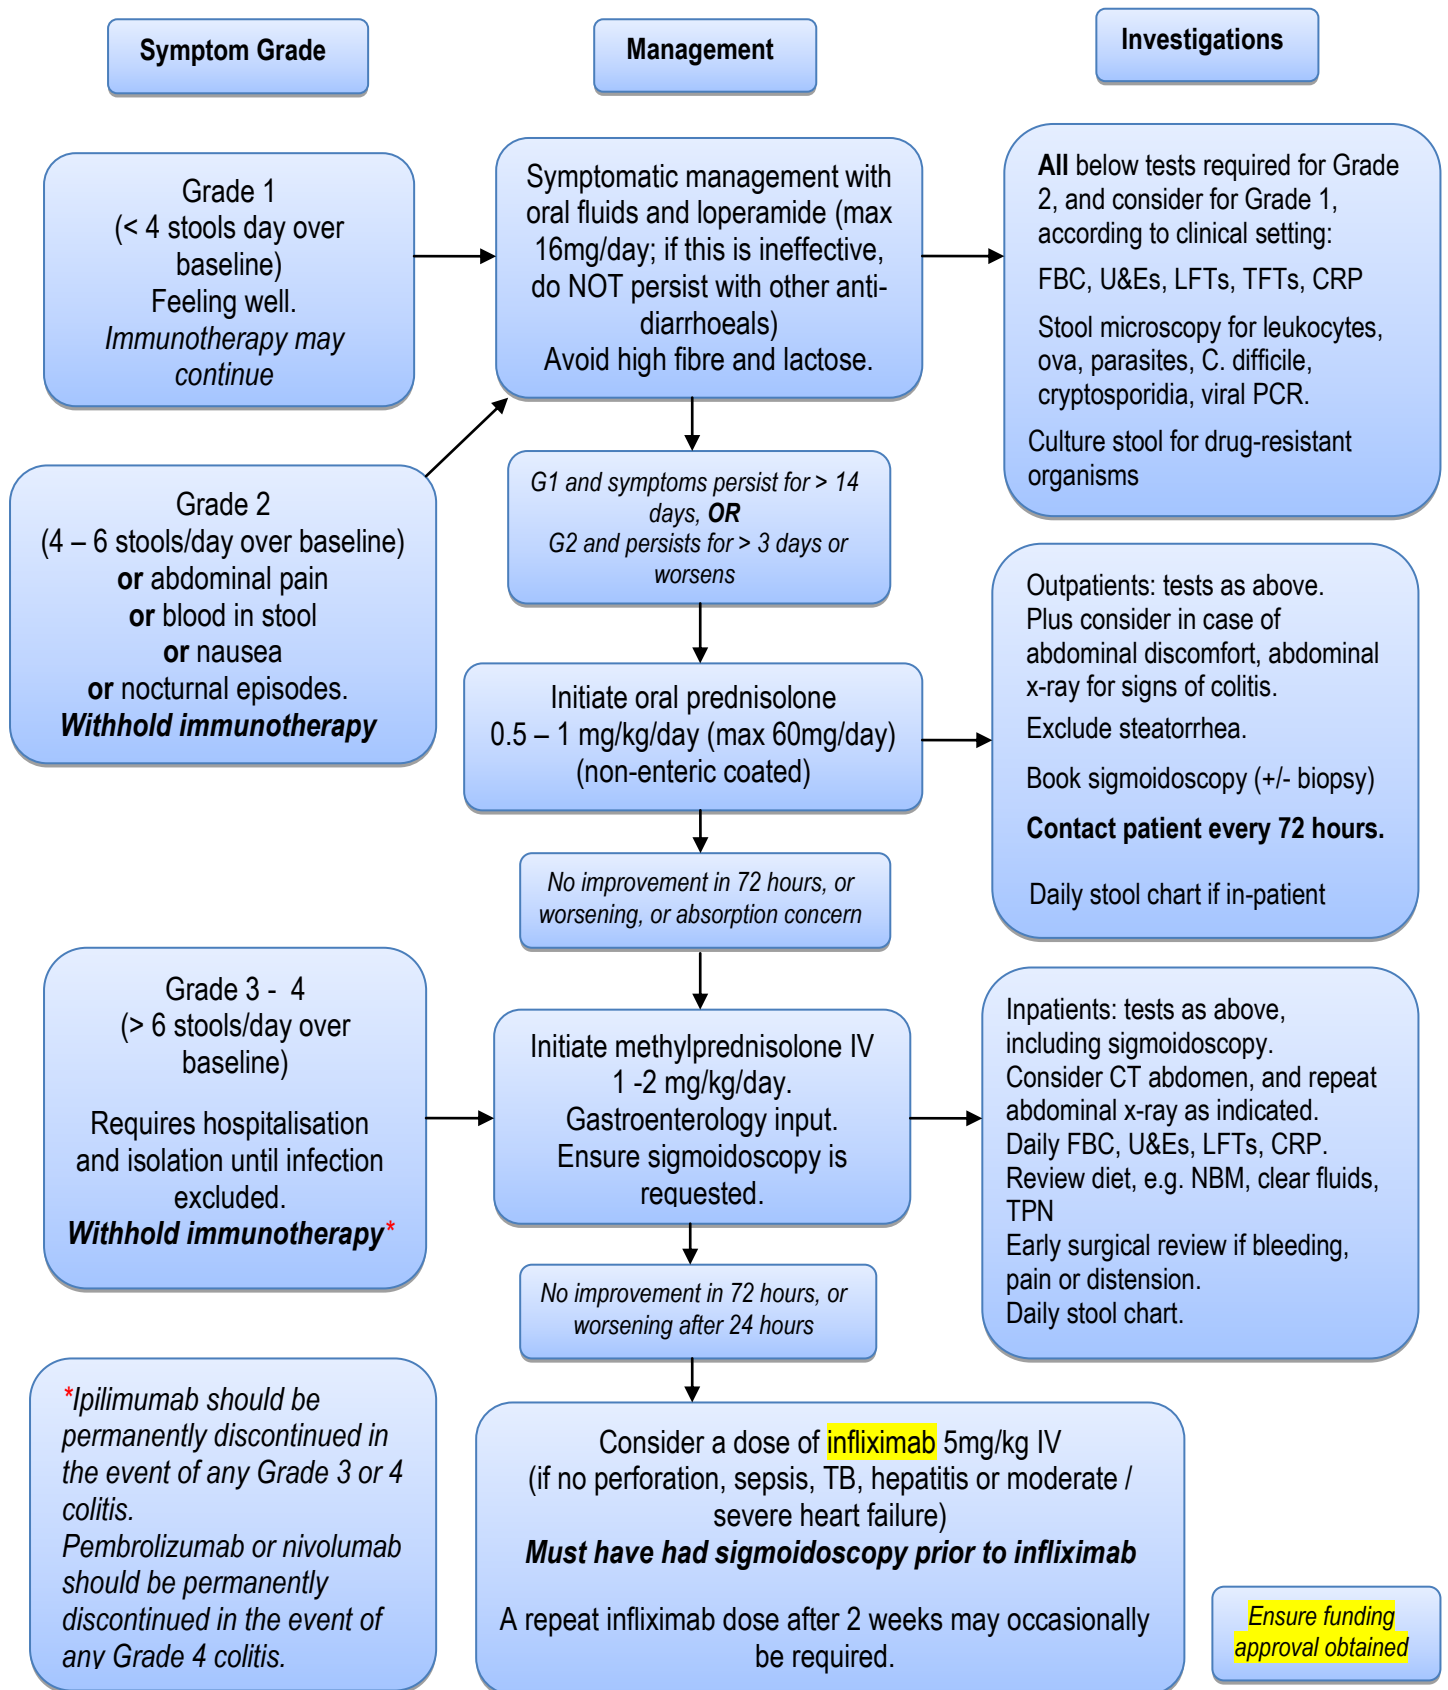 Symptom Grade
Management
Investigations
Grade 1
(< 4 stools day over
baseline)
Feeling well.
Immunotherapy may
continue
Symptomatic management with
oral fluids and loperamide (max
16mg/day; if this is ineffective,
do NOT persist with other anti-
diarrhoeals)
Avoid high fibre and lactose.
All below tests required for Grade
2, and consider for Grade 1,
according to clinical setting:
FBC, U&Es, LFTs, TFTs, CRP
Stool microscopy for leukocytes,
ova, parasites, C. difficile,
cryptosporidia, viral PCR.
Culture stool for drug-resistant
organisms
Grade 2
(4 – 6 stools/day over baseline)
or abdominal pain
or blood in stool
or nausea
or nocturnal episodes.
Withhold immunotherapy
G1 and symptoms persist for > 14
days, OR
G2 and persists for > 3 days or
worsens
Initiate oral prednisolone
0.5 – 1 mg/kg/day (max 60mg/day)
(non-enteric coated)
Outpatients: tests as above.
Plus consider in case of
abdominal discomfort, abdominal
x-ray for signs of colitis.
Exclude steatorrhea.
Book sigmoidoscopy (+/- biopsy)
Contact patient every 72 hours.
Daily stool chart if in-patient
No improvement in 72 hours, or
worsening, or absorption concern
Grade 3 - 4
(> 6 stools/day over
baseline)
Requires hospitalisation
and isolation until infection
excluded.
Withhold immunotherapy*
Initiate methylprednisolone IV
1 -2 mg/kg/day.
Gastroenterology input.
Ensure sigmoidoscopy is
requested.
Inpatients: tests as above,
including sigmoidoscopy.
Consider CT abdomen, and repeat
abdominal x-ray as indicated.
Daily FBC, U&Es, LFTs, CRP.
Review diet, e.g. NBM, clear fluids,
TPN
Early surgical review if bleeding,
pain or distension.
Daily stool chart.
No improvement in 72 hours, or
worsening after 24 hours
*Ipilimumab should be
permanently discontinued in
the event of any Grade 3 or 4
colitis.
Pembrolizumab or nivolumab
should be permanently
discontinued in the event of
any Grade 4 colitis.
Consider a dose of infliximab 5mg/kg IV
(if no perforation, sepsis, TB, hepatitis or moderate /
severe heart failure)
Must have had sigmoidoscopy prior to infliximab
A repeat infliximab dose after 2 weeks may occasionally
be required.
Ensure funding
approval obtained